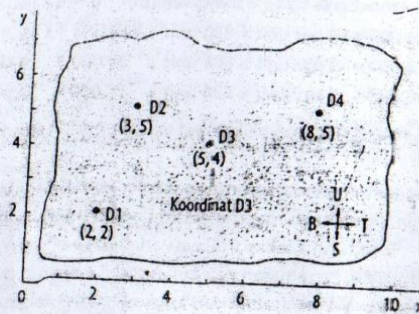 y
6
4
2
0
2
4
6
8
10
D2
(3, 5)
D4
(8, 5)
D3
(5, 4)
D1
(2, 2)
Koordinat D3
U
B
T
S